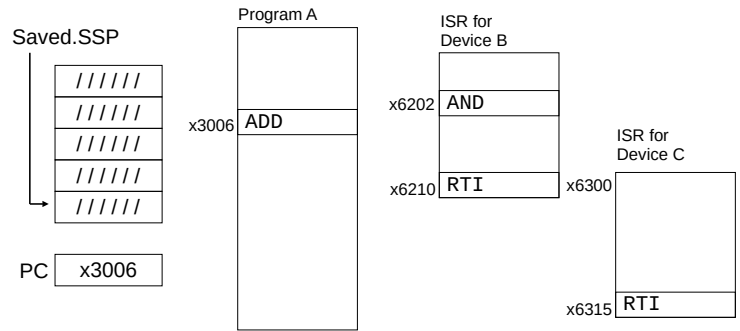 Saved.SSP
//////
//////
//////
//////
//////
PC x3006
Program A
x3006 ADD
ISR for
Device B
x6202 AND
x6210 RTI
ISR for
Device C
x6300
x6315 RTI